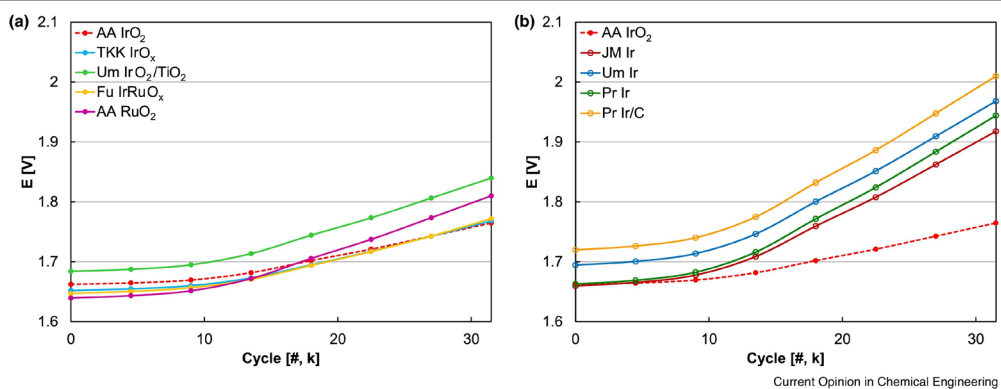 (a)
E [V]
2.1
2
1.9
1.8
1.7
1.6
AA IrO₂
TKK IrOₓ
Um IrO₂/TiO₂
Fu IrRuOₓ
AA RuO₂
0
10
20
30
Cycle [#, k]
(b)
E [V]
2.1
2
1.9
1.8
1.7
1.6
AA IrO₂
JM Ir
Um Ir
Pr Ir
Pr Ir/C
0
10
20
30
Cycle [#, k]
Current Opinion in Chemical Engineering